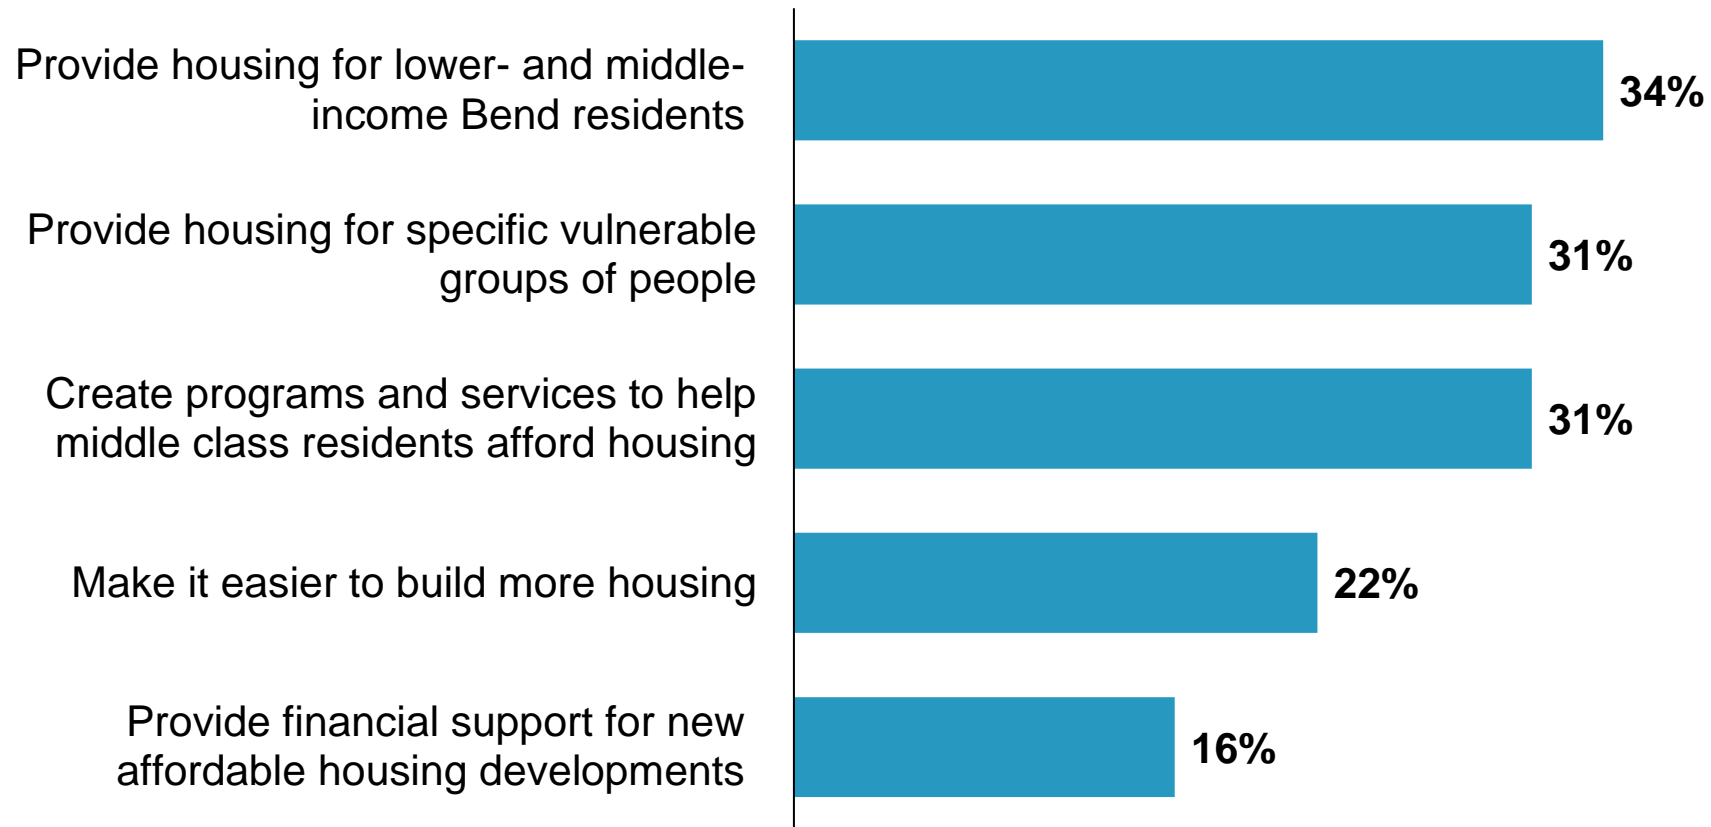 Provide housing for lower- and middle-
income Bend residents
34%
Provide housing for specific vulnerable
groups of people
31%
Create programs and services to help
middle class residents afford housing
31%
Make it easier to build more housing
22%
Provide financial support for new
affordable housing developments
16%